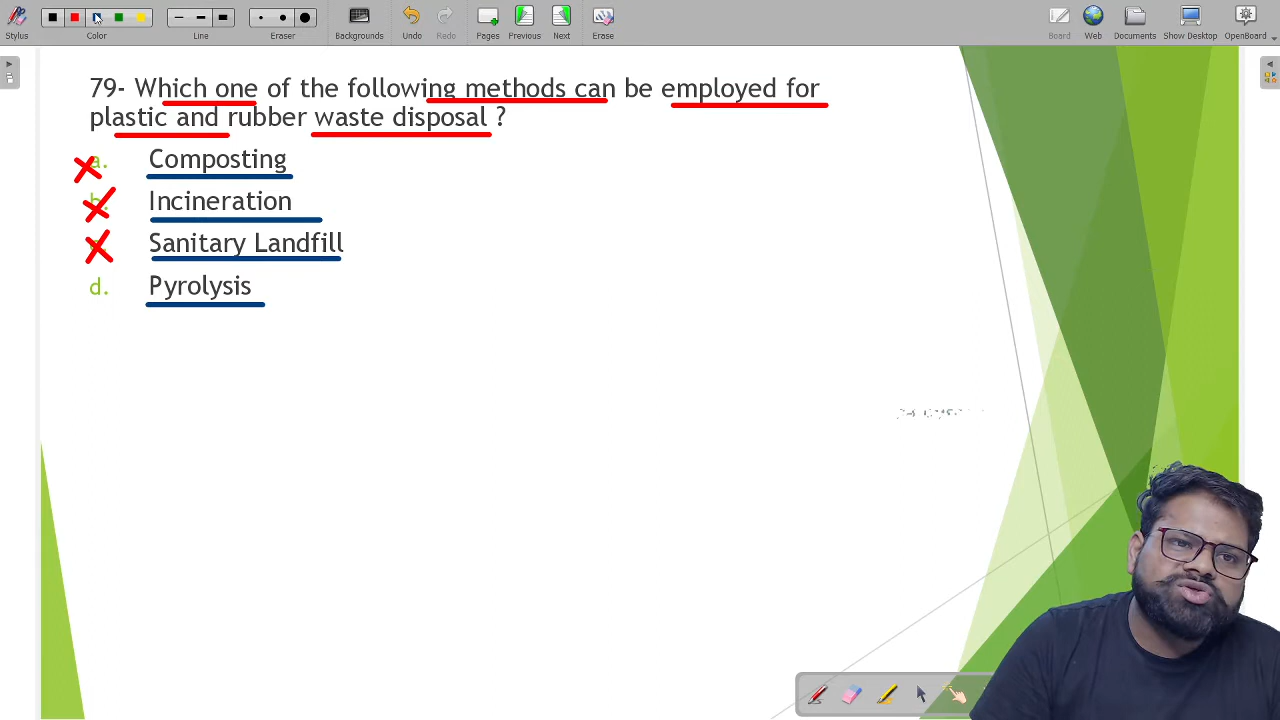 Stylus
Color
Line
Eraser
Backgrounds
Undo
Redo
Pages
Previous
Next
Erase
Board
Web
Documents
Show Desktop
OpenBoard
79- Which one of the following methods can be employed for
plastic and rubber waste disposal ?
a. Composting
Incineration
Sanitary Landfill
d. Pyrolysis